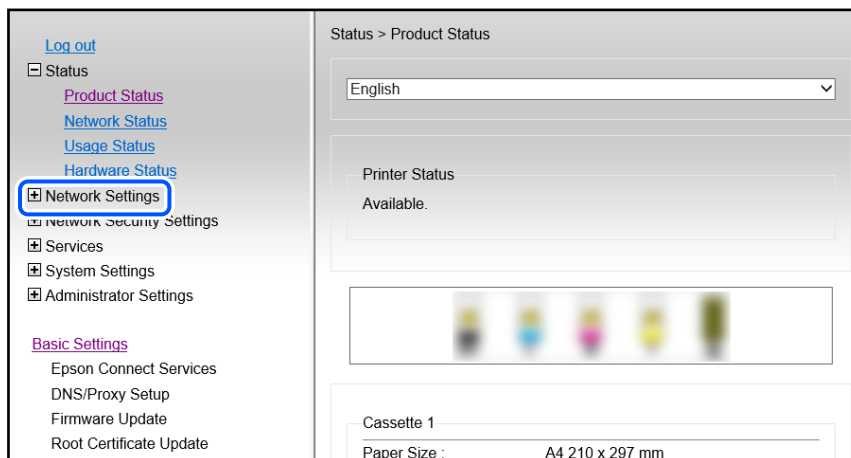 Log out
Status
Product Status
Network Status
Usage Status
Hardware Status
Network Settings
Network Security Settings
Services
System Settings
Administrator Settings
Basic Settings
Epson Connect Services
DNS/Proxy Setup
Firmware Update
Root Certificate Update
Status > Product Status
English
Printer Status
Available.
Cassette 1
Paper Size : A4 210 x 297 mm